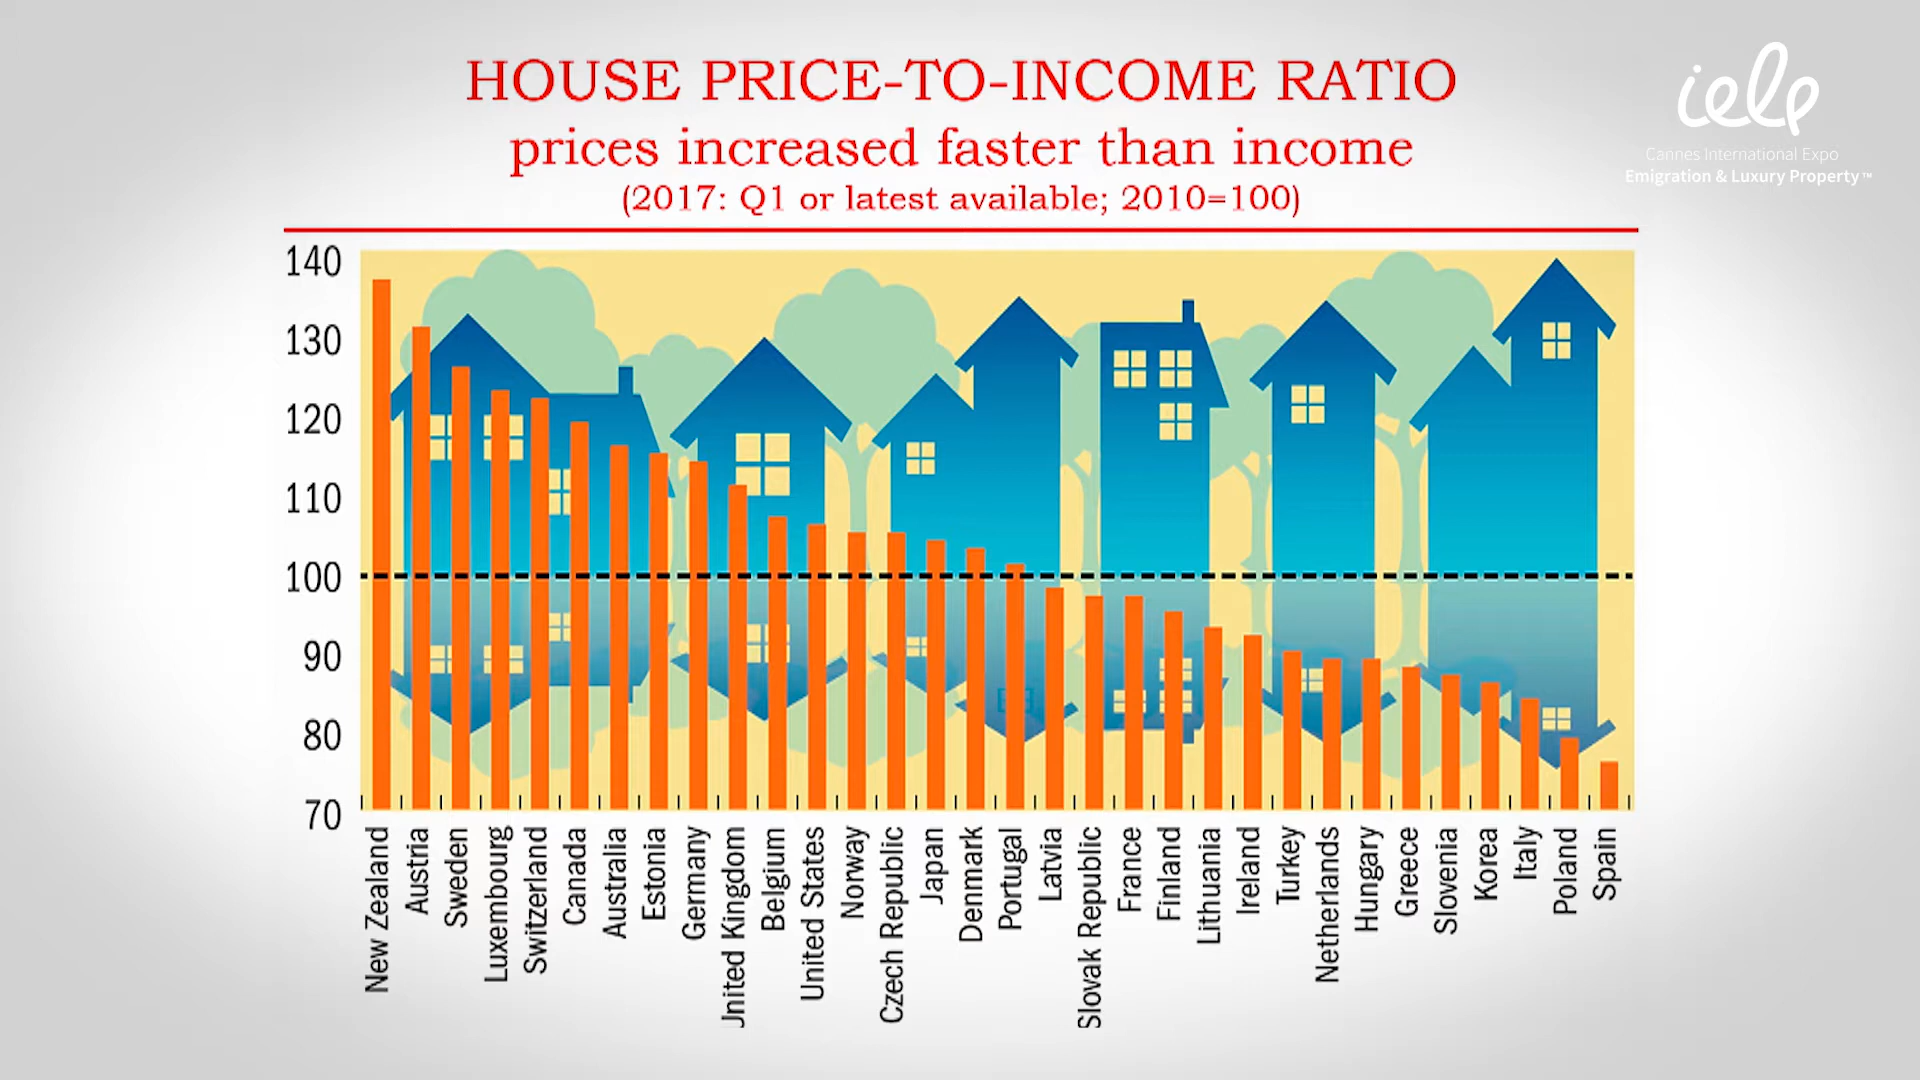 HOUSE PRICE-TO-INCOME RATIO
prices increased faster than income
(2017: Q1 or latest available; 2010=100)
ielp
Cannes International Expo
Emigration & Luxury Property™
140
130
120
110
100
90
80
70
New Zealand
Austria
Sweden
Luxembourg
Switzerland
Canada
Australia
Estonia
Germany
United Kingdom
Belgium
United States
Norway
Czech Republic
Japan
Denmark
Portugal
Latvia
Slovak Republic
France
Finland
Lithuania
Ireland
Turkey
Netherlands
Hungary
Greece
Slovenia
Korea
Italy
Poland
Spain